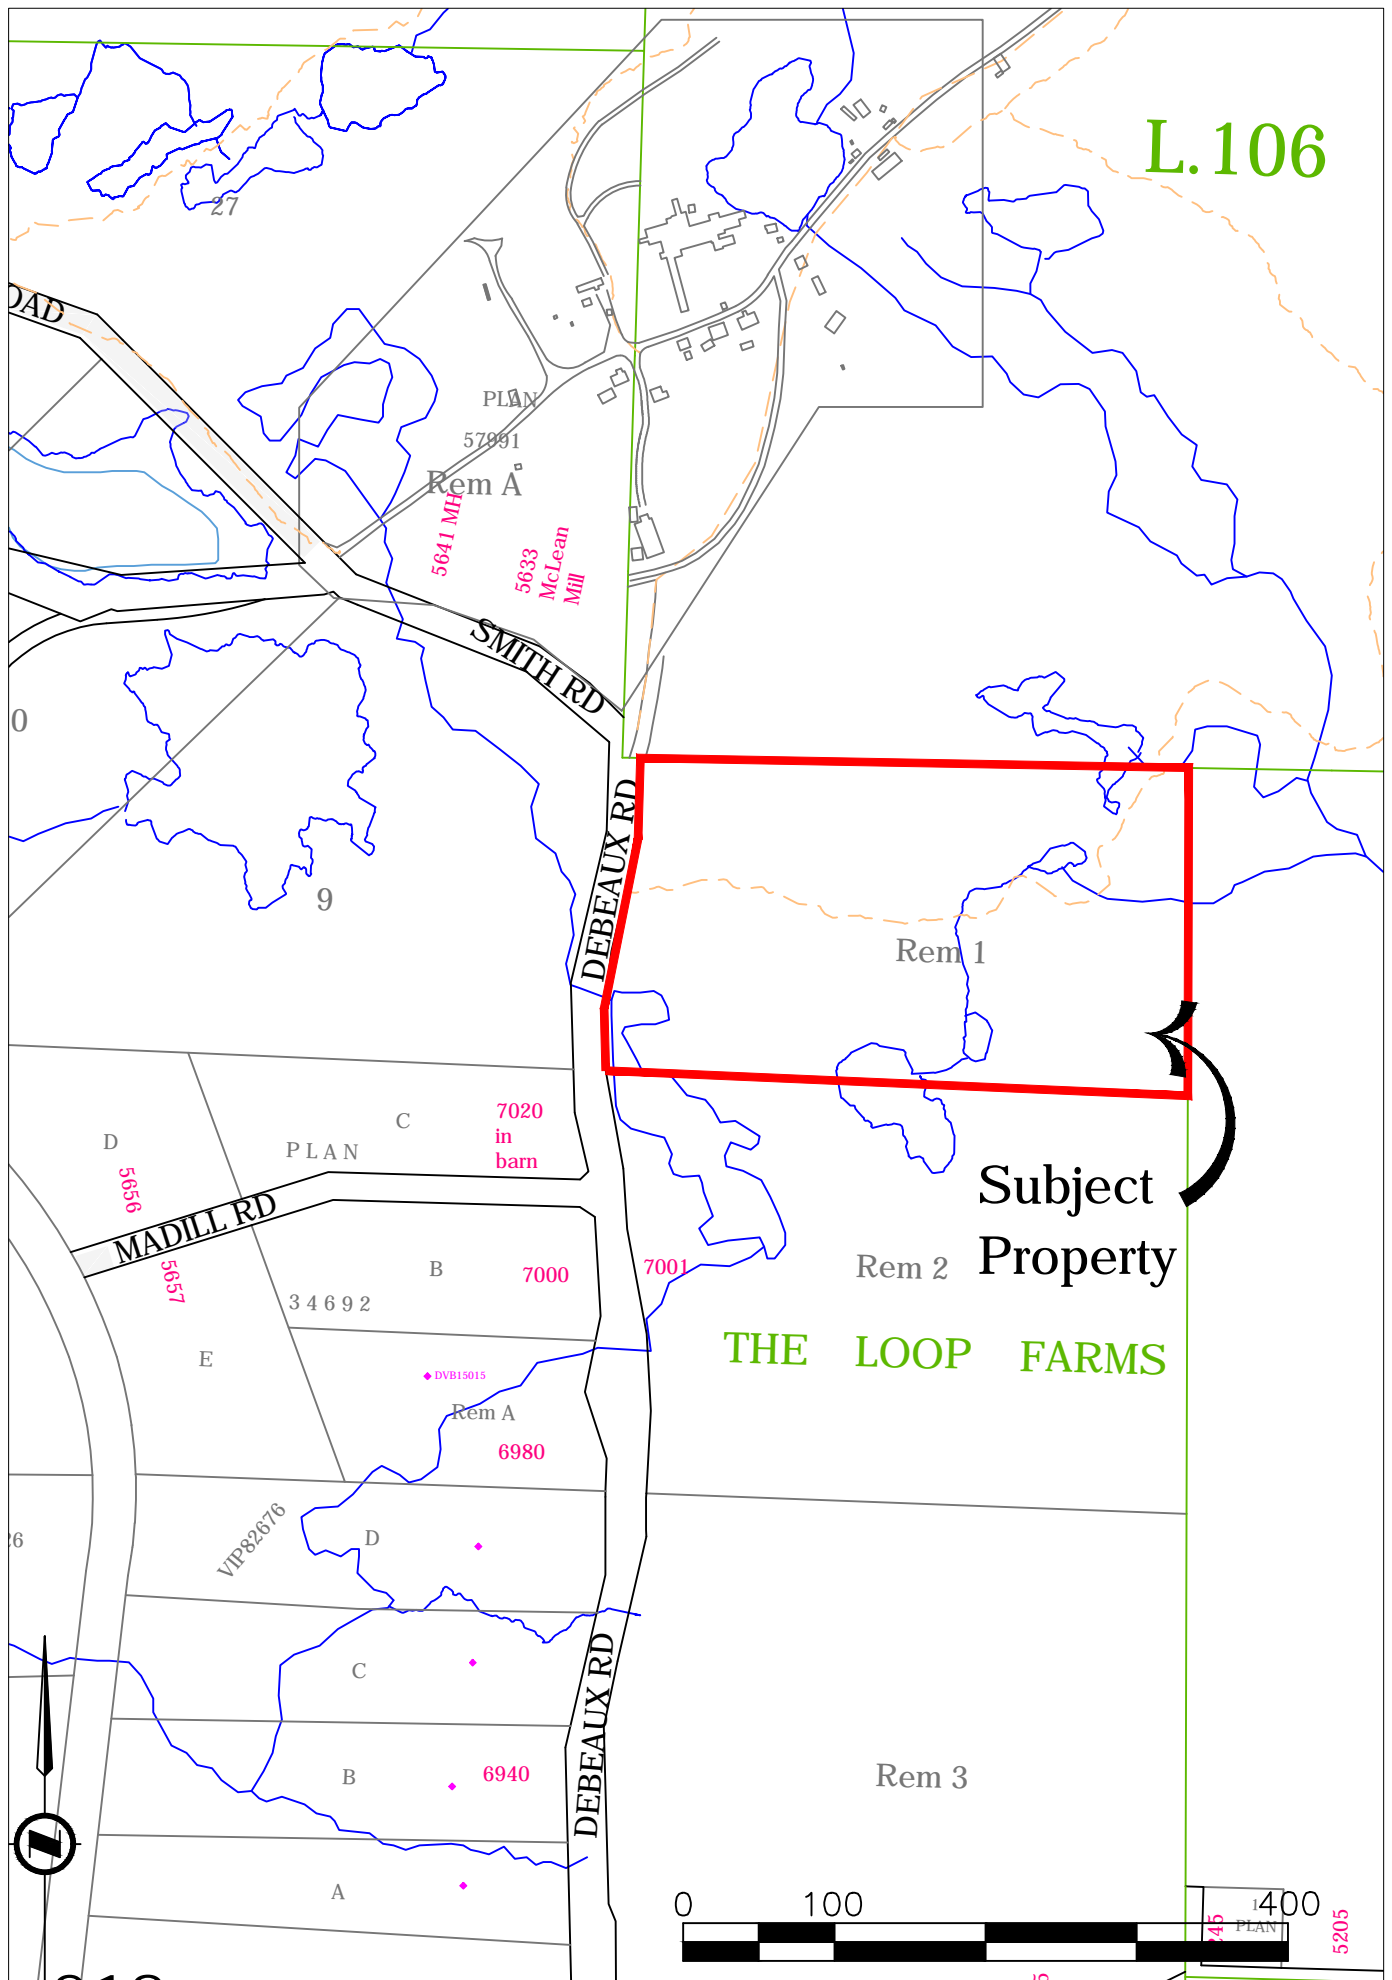 L.106
27
PLAN
57991
Rem A
5641 MH
5633
McLean
Mill
SMITH RD
0
DEBEAUX RD
9
Rem 1
C
7020
in
barn
D
PLAN
5656
MADILL RD
Subject
Property
5657
B
7000
7001
Rem 2
34692
THE LOOP FARMS
E
DVB15015
Rem A
6980
VIP82676
D
C
DEBEAUX RD
B
6940
Rem 3
A
0 100 400
1
PLAN
5205